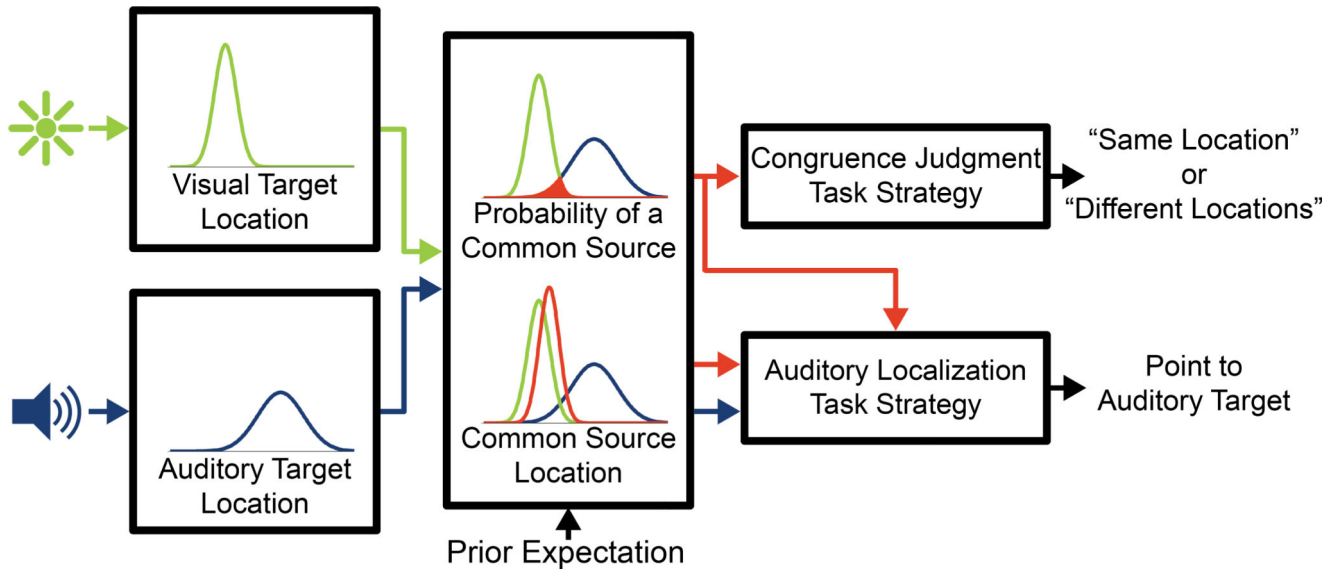 Visual Target
Location
Auditory Target
Location
Probability of a
Common Source
Common Source
Location
Prior Expectation
Congruence Judgment
Task Strategy
“Same Location”
or
“Different Locations”
Auditory Localization
Task Strategy
Point to
Auditory Target